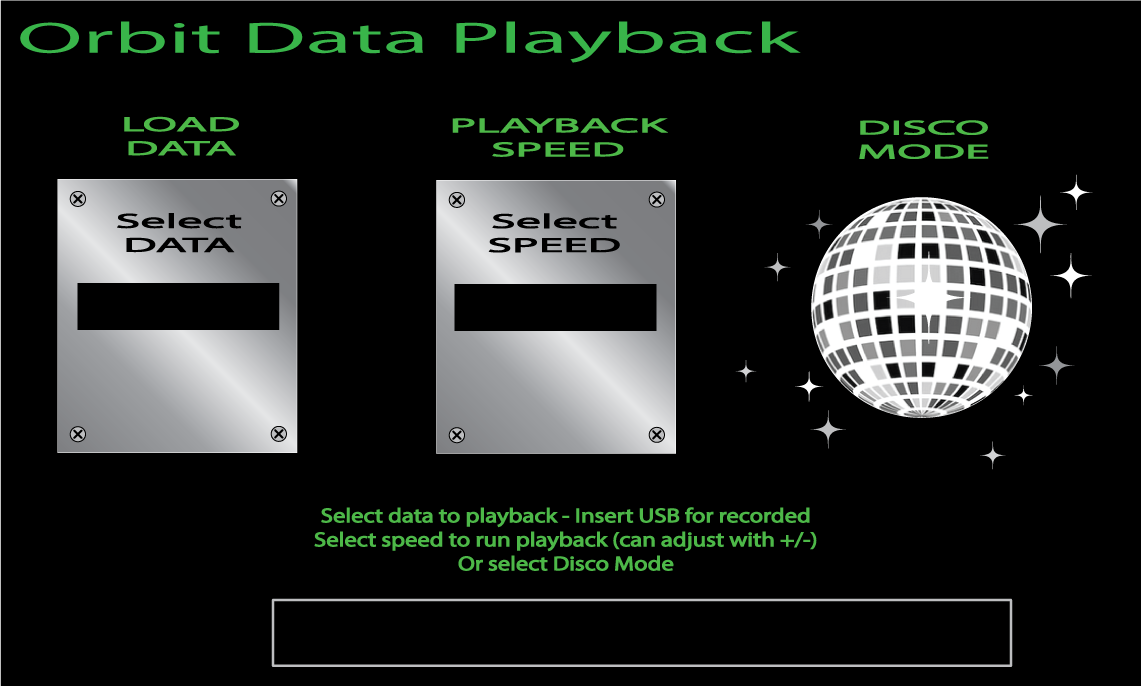 Orbit Data Playback
LOAD
DATA
PLAYBACK
SPEED
DISCO
MODE
Select
DATA
Select
SPEED
Select data to playback - Insert USB for recorded
Select speed to run playback (can adjust with +/-)
Or select Disco Mode